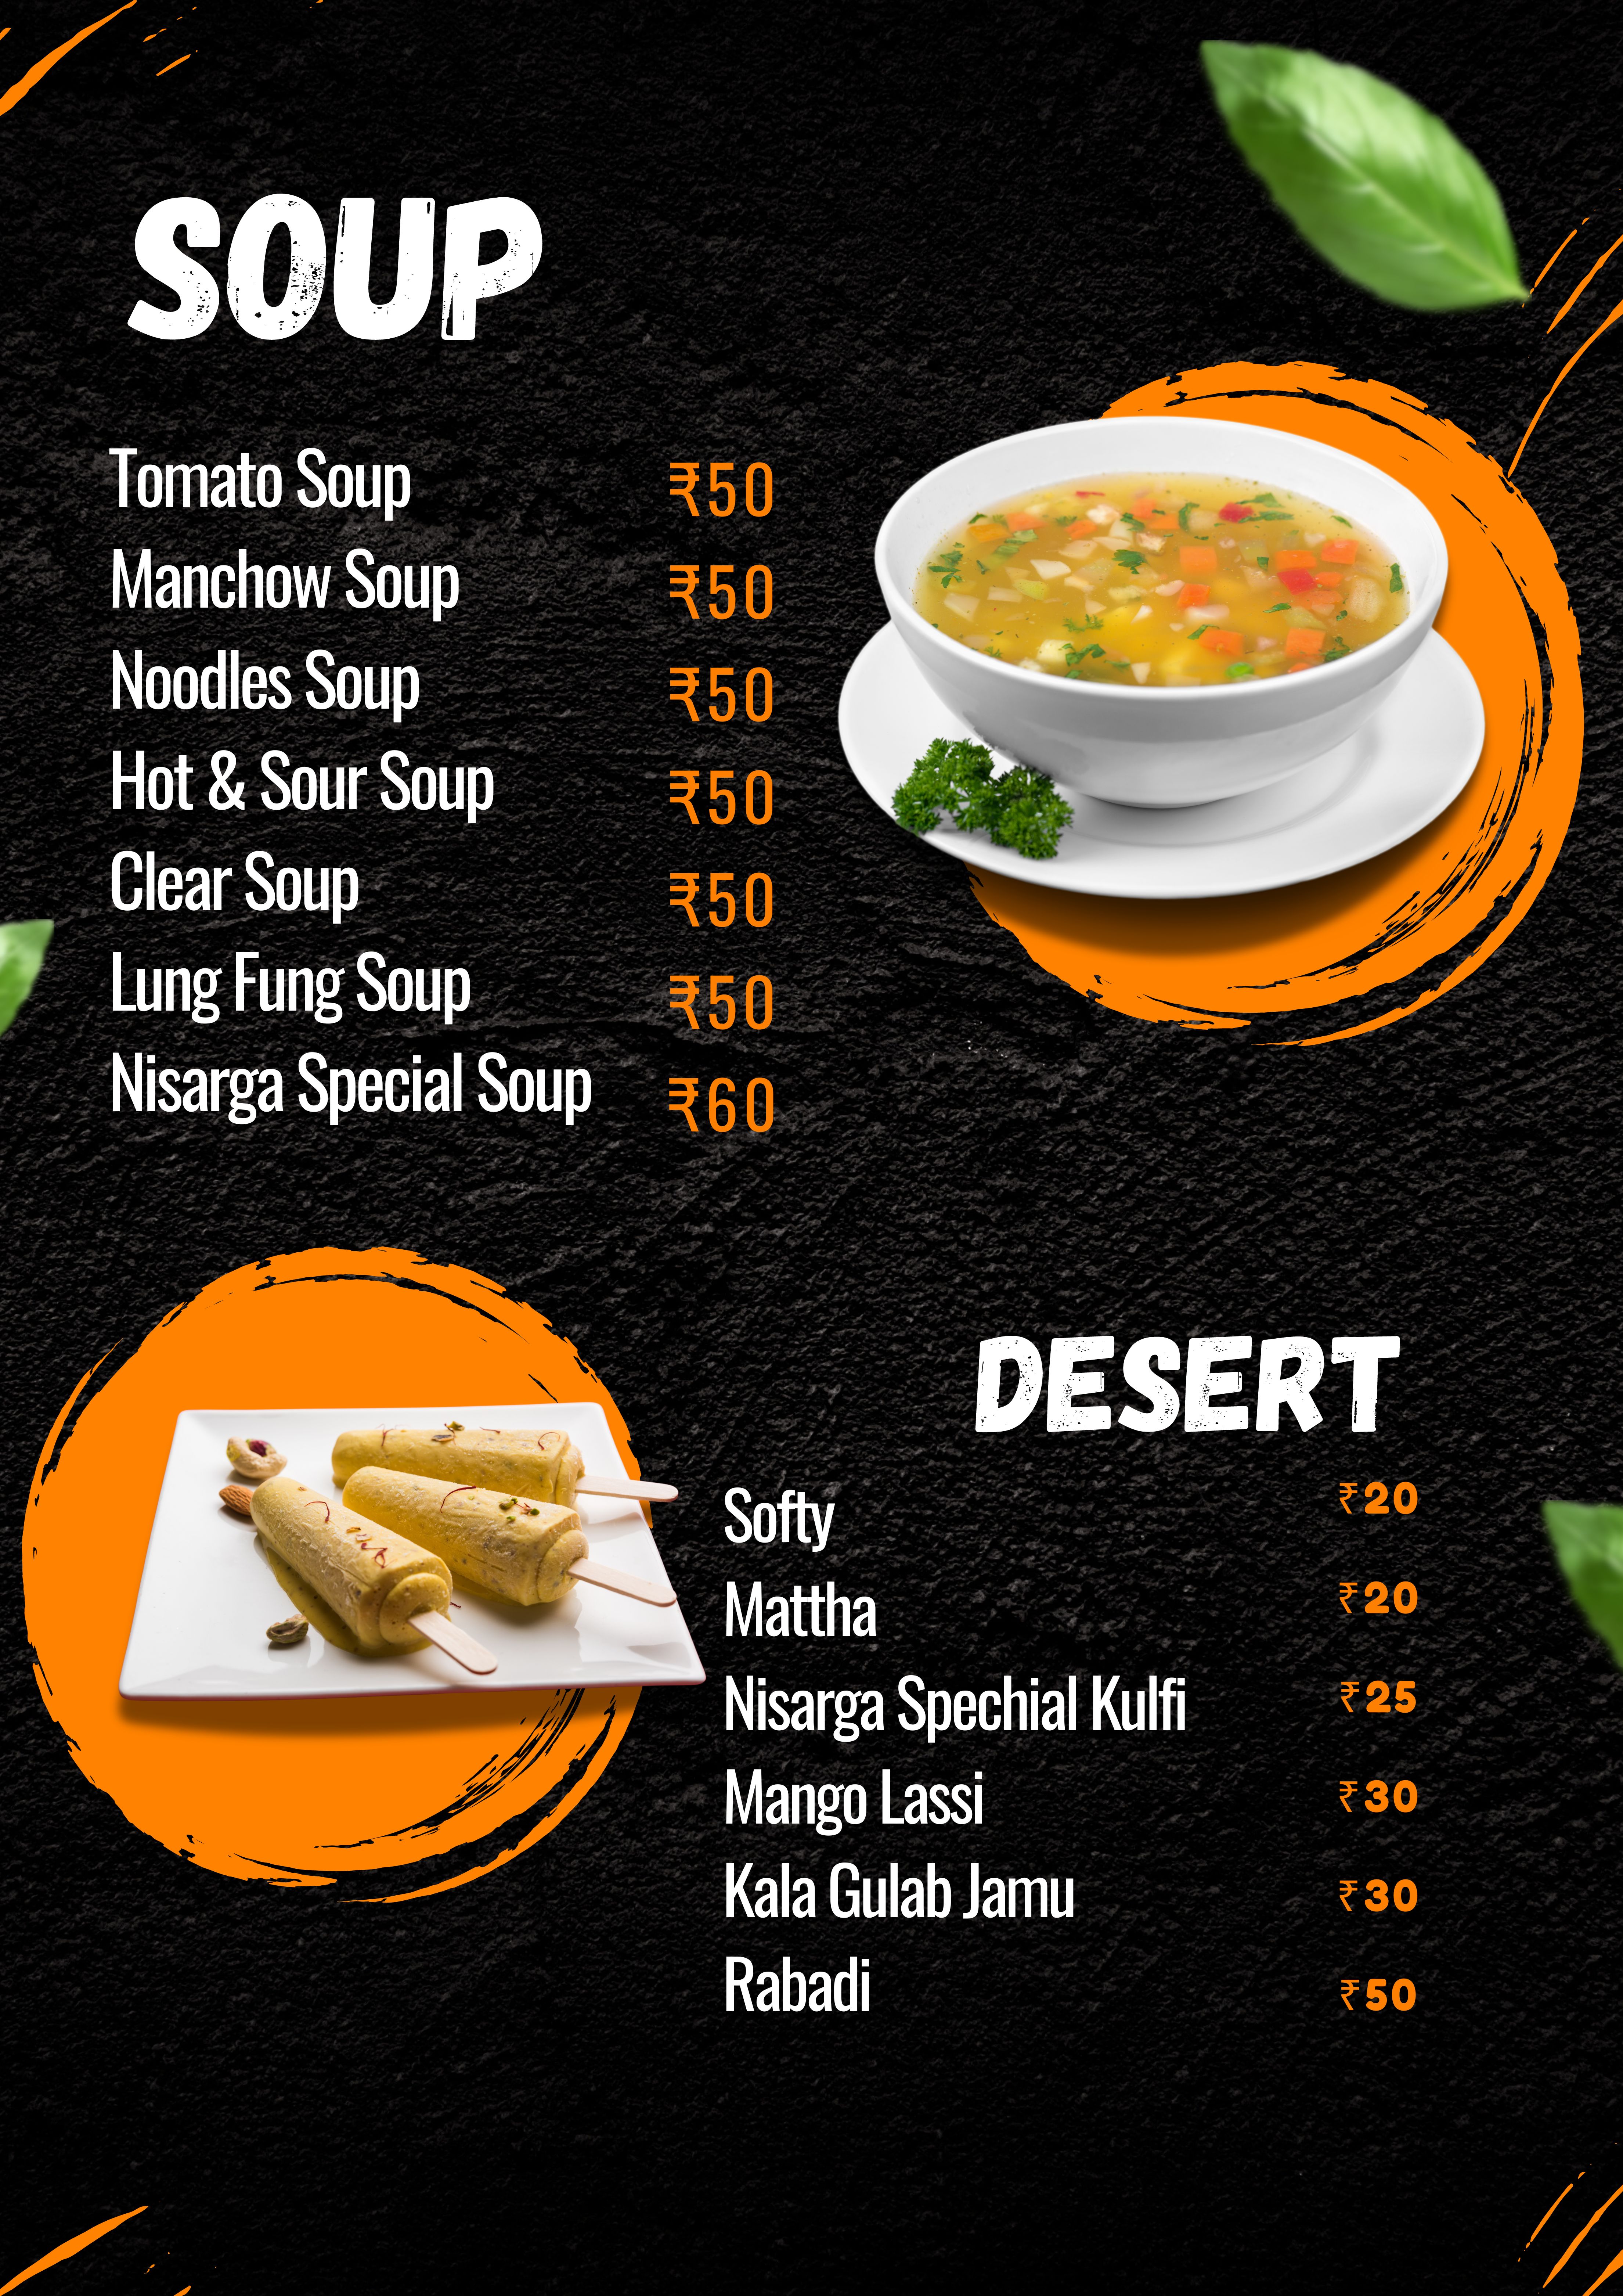 SOUP
Tomato Soup ₹50
Manchow Soup ₹50
Noodles Soup ₹50
Hot & Sour Soup ₹50
Clear Soup ₹50
Lung Fung Soup ₹50
Nisarga Special Soup ₹60
DESERT
Softy ₹20
Mattha ₹20
Nisarga Spechial Kulfi ₹25
Mango Lassi ₹30
Kala Gulab Jamu ₹30
Rabadi ₹50